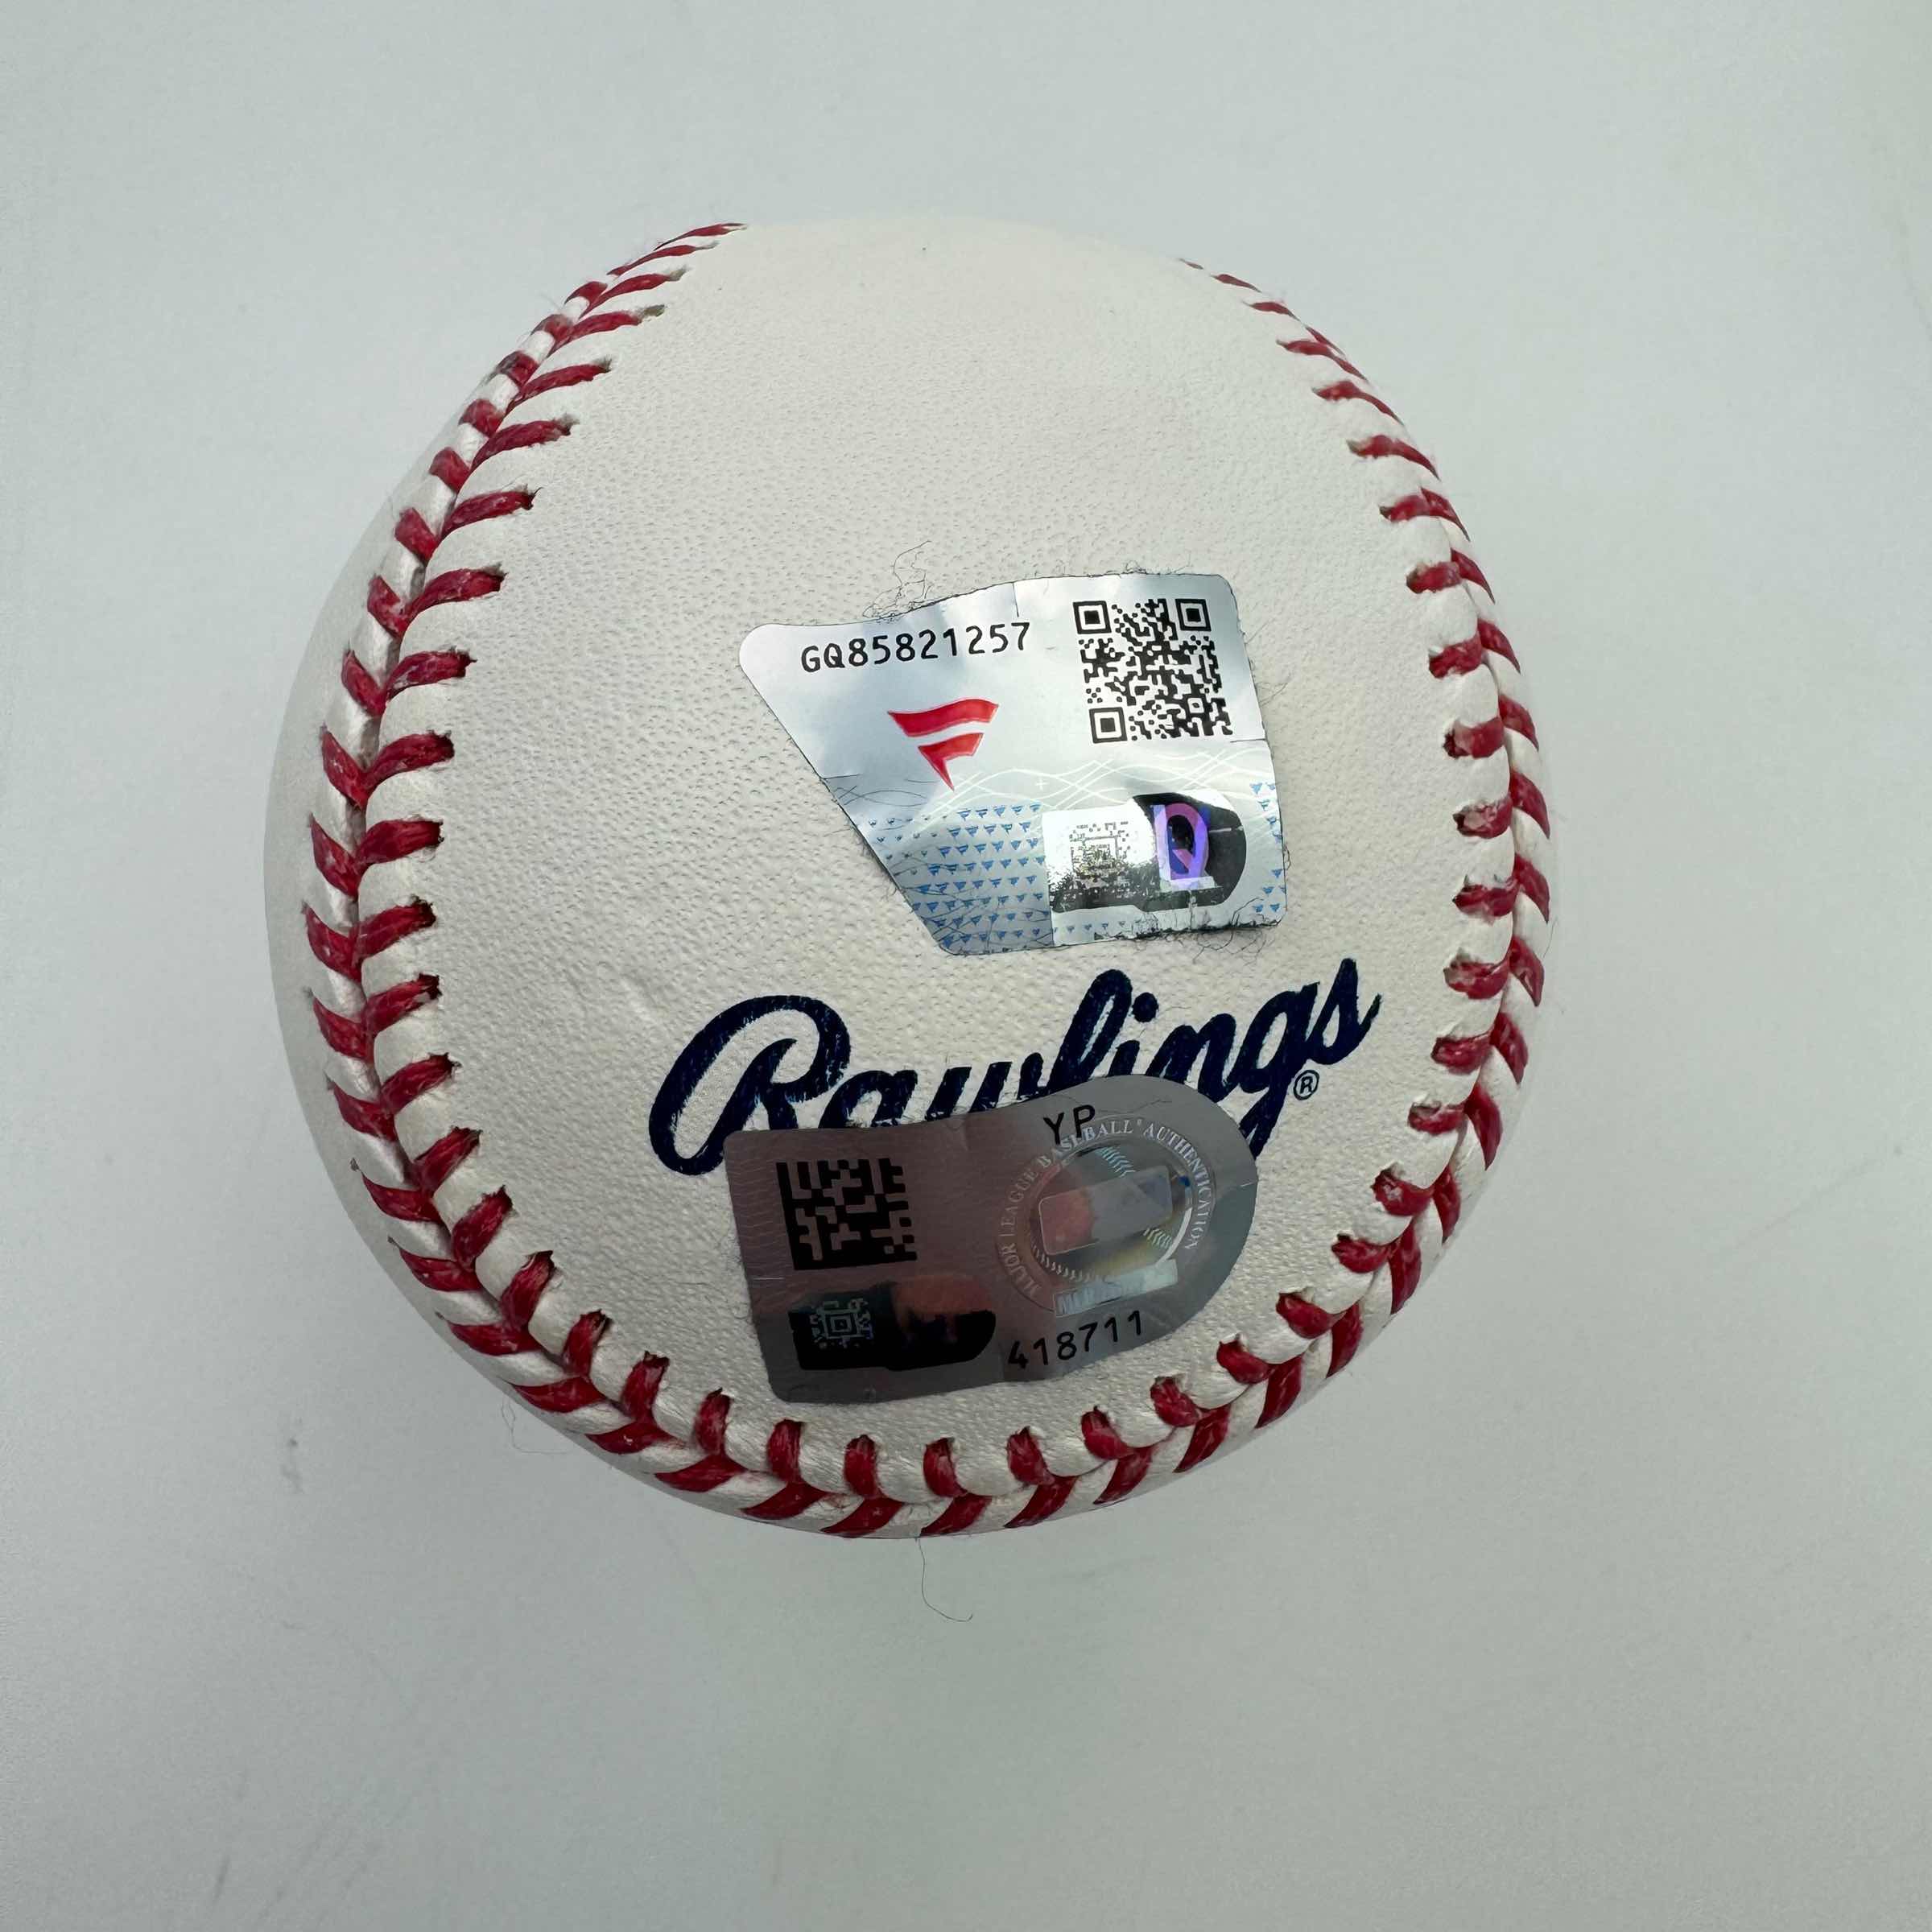 GQ85821257
Q
Rawlings®
YP
MAJOR LEAGUE BASEBALL® AUTHENTICATION
418711